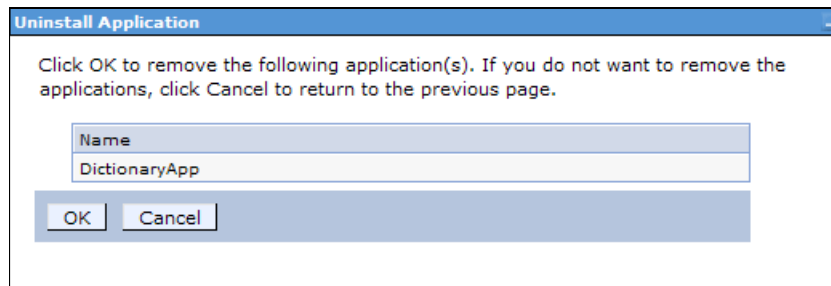 Uninstall Application
Click OK to remove the following application(s). If you do not want to remove the
applications, click Cancel to return to the previous page.
Name
DictionaryApp
OK Cancel